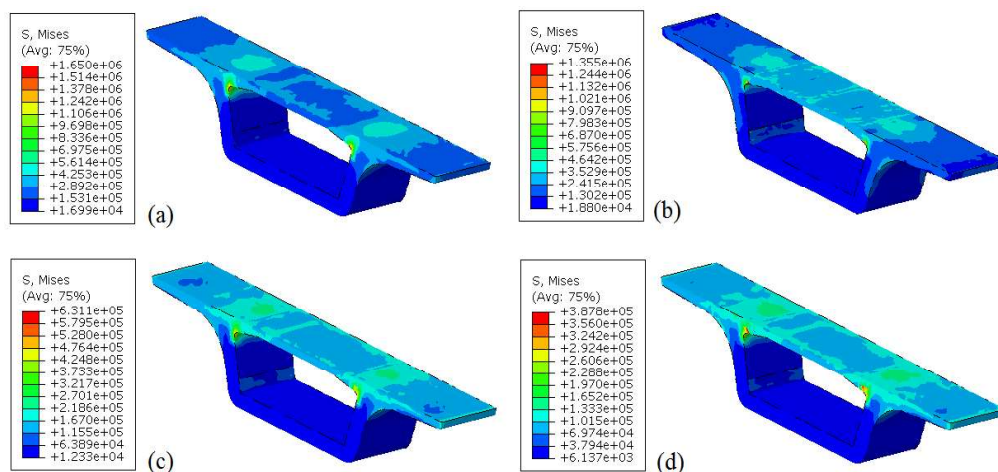 S, Mises
(Avg: 75%)
+1.650e+06
+1.514e+06
+1.378e+06
+1.242e+06
+1.106e+06
+9.698e+05
+8.336e+05
+6.975e+05
+5.614e+05
+4.253e+05
+2.892e+05
+1.531e+05
+1.699e+04
(a)
S, Mises
(Avg: 75%)
+1.355e+06
+1.244e+06
+1.132e+06
+1.021e+06
+9.097e+05
+7.983e+05
+6.870e+05
+5.756e+05
+4.642e+05
+3.529e+05
+2.415e+05
+1.302e+05
+1.880e+04
(b)
S, Mises
(Avg: 75%)
+6.311e+05
+5.795e+05
+5.280e+05
+4.764e+05
+4.248e+05
+3.733e+05
+3.217e+05
+2.701e+05
+2.186e+05
+1.670e+05
+1.155e+05
+6.389e+04
+1.233e+04
(c)
S, Mises
(Avg: 75%)
+3.878e+05
+3.560e+05
+3.242e+05
+2.924e+05
+2.606e+05
+2.288e+05
+1.970e+05
+1.652e+05
+1.333e+05
+1.015e+05
+6.974e+04
+3.794e+04
+6.137e+03
(d)